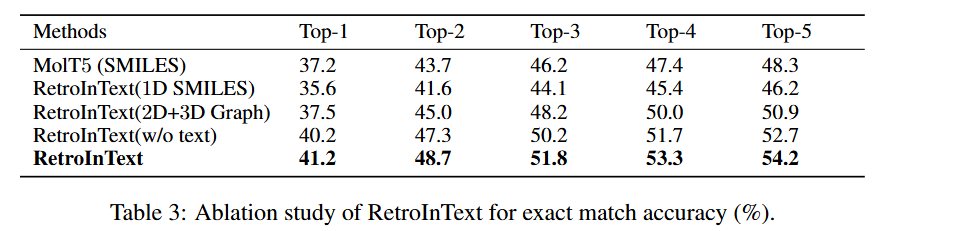 Methods Top-1 Top-2 Top-3 Top-4 Top-5
MolT5 (SMILES) 37.2 43.7 46.2 47.4 48.3
RetroInText(1D SMILES) 35.6 41.6 44.1 45.4 46.2
RetroInText(2D+3D Graph) 37.5 45.0 48.2 50.0 50.9
RetroInText(w/o text) 40.2 47.3 50.2 51.7 52.7
RetroInText 41.2 48.7 51.8 53.3 54.2
Table 3: Ablation study of RetroInText for exact match accuracy (%).